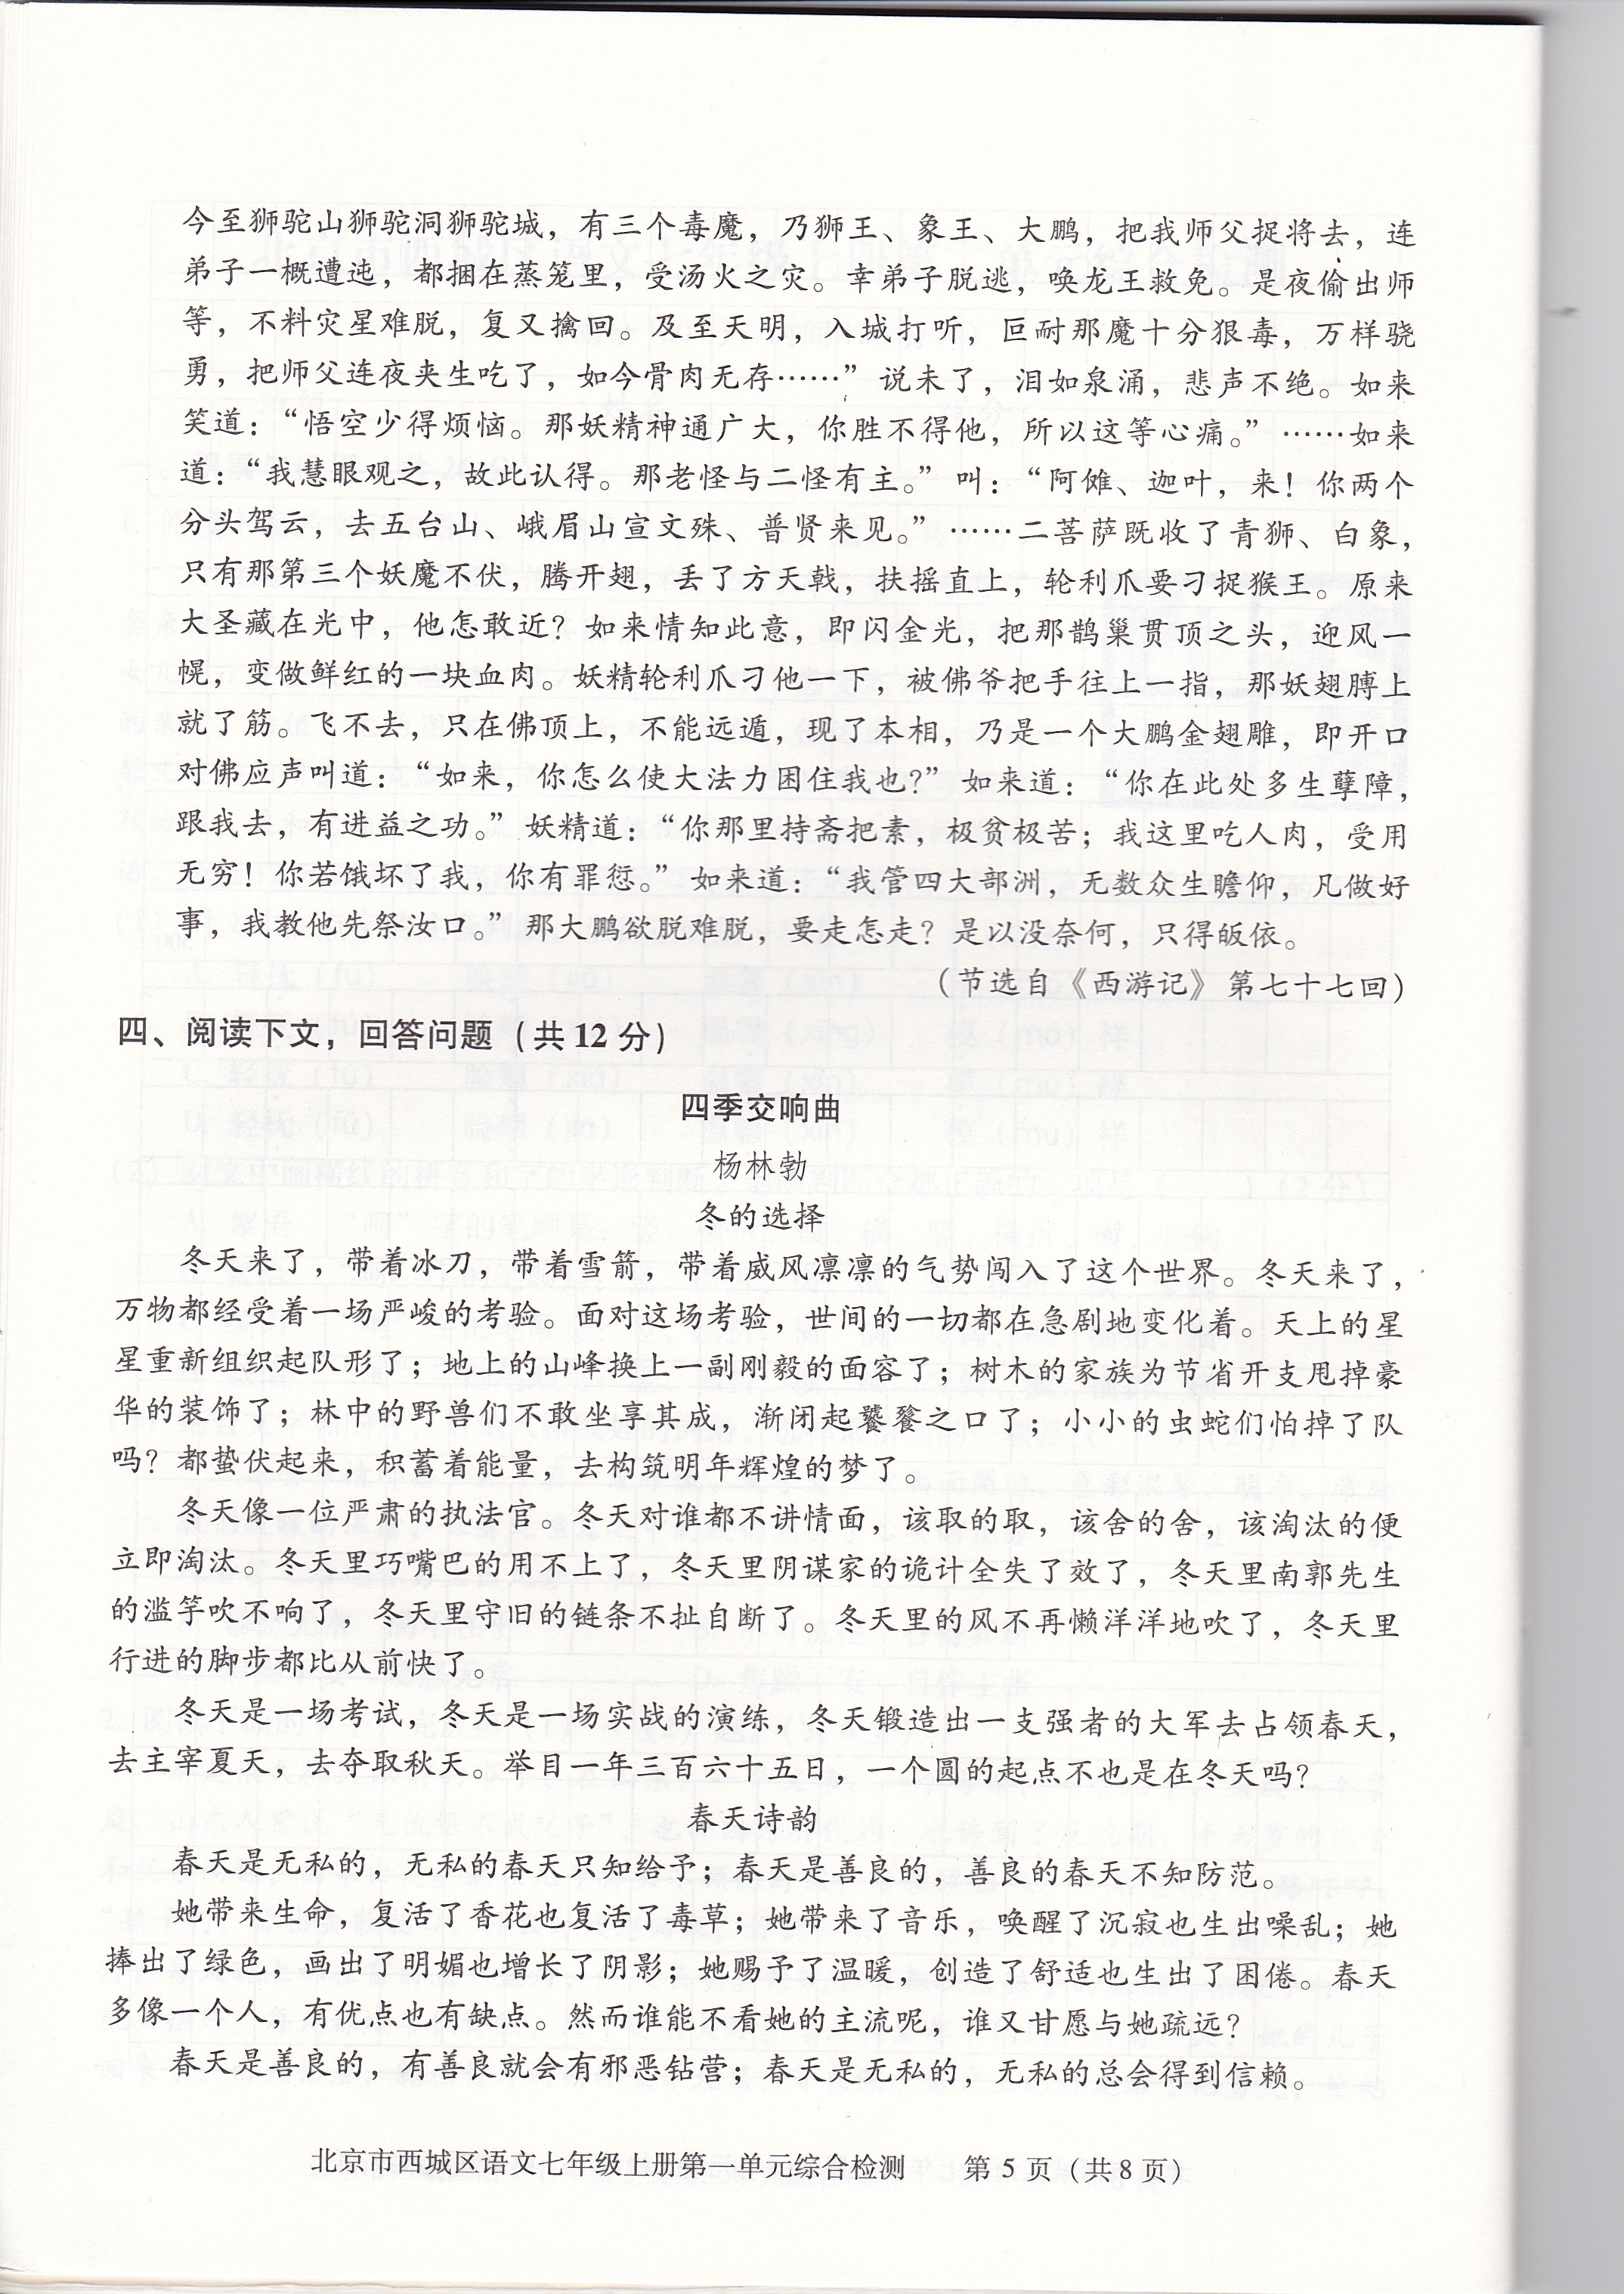 今至狮驼山狮驼洞狮驼城，有三个毒魔，乃狮王、象王、大鹏，把我师父捉将去，连
弟子一概遭迍，都捆在蒸笼里，受汤火之灾。幸弟子脱逃，唤龙王救免。是夜偷出师
等，不料灾星难脱，复又擒回。及至天明，入城打听，叵耐那魔十分狠毒，万样骁
勇，把师父连夜夹生吃了，如今骨肉无存……”说未了，泪如泉涌，悲声不绝。如来
笑道：“悟空少得烦恼。那妖精神通广大，你胜不得他，所以这等心痛。”……如来
道：“我慧眼观之，故此认得。那老怪与二怪有主。”叫：“阿傩、迦叶，来！你两个
分头驾云，去五台山、峨眉山宣文殊、普贤来见。”……二菩萨既收了青狮、白象，
只有那第三个妖魔不伏，腾开翅，丢了方天戟，扶摇直上，轮利爪要刁捉猴王。原来
大圣藏在光中，他怎敢近？如来情知此意，即闪金光，把那鹊巢贯顶之头，迎风一
幌，变做鲜红的一块血肉。妖精轮利爪刁他一下，被佛爷把手往上一指，那妖翅膊上
就了筋。飞不去，只在佛顶上，不能远遁，现了本相，乃是一个大鹏金翅雕，即开口
对佛应声叫道：“如来，你怎么使大法力困住我也？”如来道：“你在此处多生孽障，
跟我去，有进益之功。”妖精道：“你那里持斋把素，极贫极苦；我这里吃人肉，受用
无穷！你若饿坏了我，你有罪愆。”如来道：“我管四大部洲，无数众生瞻仰，凡做好
事，我教他先祭汝口。”那大鹏欲脱难脱，要走怎走？是以没奈何，只得皈依。
（节选自《西游记》第七十七回）
四、阅读下文，回答问题（共 12 分）
四季交响曲
杨林勃
冬的选择
冬天来了，带着冰刀，带着雪箭，带着威风凛凛的气势闯入了这个世界。冬天来了，
万物都经受着一场严峻的考验。面对这场考验，世间的一切都在急剧地变化着。天上的星
星重新组织起队形了；地上的山峰换上一副刚毅的面容了；树木的家族为节省开支甩掉豪
华的装饰了；林中的野兽们不敢坐享其成，渐闭起饕餮之口了；小小的虫蛇们怕掉了队
吗？都蛰伏起来，积蓄着能量，去构筑明年辉煌的梦了。
冬天像一位严肃的执法官。冬天对谁都不讲情面，该取的取，该舍的舍，该淘汰的便
立即淘汰。冬天里巧嘴巴的用不上了，冬天里阴谋家的诡计全失了效了，冬天里南郭先生
的滥竽吹不响了，冬天里守旧的链条不扯自断了。冬天里的风不再懒洋洋地吹了，冬天里
行进的脚步都比从前快了。
冬天是一场考试，冬天是一场实战的演练，冬天锻造出一支强者的大军去占领春天，
去主宰夏天，去夺取秋天。举目一年三百六十五日，一个圆的起点不也是在冬天吗？
春天诗韵
春天是无私的，无私的春天只知给予；春天是善良的，善良的春天不知防范。
她带来生命，复活了香花也复活了毒草；她带来了音乐，唤醒了沉寂也生出噪乱；她
捧出了绿色，画出了明媚也增长了阴影；她赐予了温暖，创造了舒适也生出了困倦。春天
多像一个人，有优点也有缺点。然而谁能不看她的主流呢，谁又甘愿与她疏远？
春天是善良的，有善良就会有邪恶钻营；春天是无私的，无私的总会得到信赖。
北京市西城区语文七年级上册第一单元综合检测　第 5 页（共 8 页）